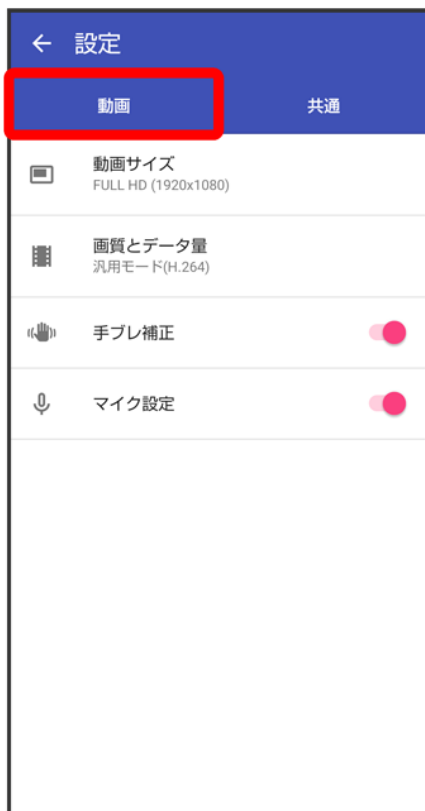 設定
動画 共通
動画サイズ
FULL HD (1920x1080)
画質とデータ量
汎用モード(H.264)
手ブレ補正
マイク設定